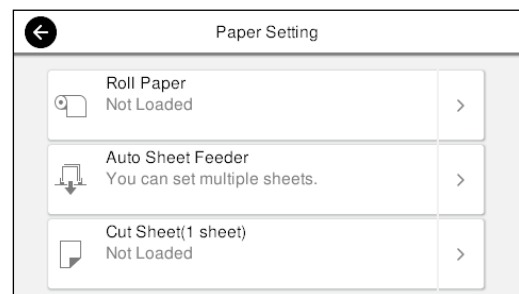 Paper Setting
Roll Paper
Not Loaded
Auto Sheet Feeder
You can set multiple sheets.
Cut Sheet(1 sheet)
Not Loaded